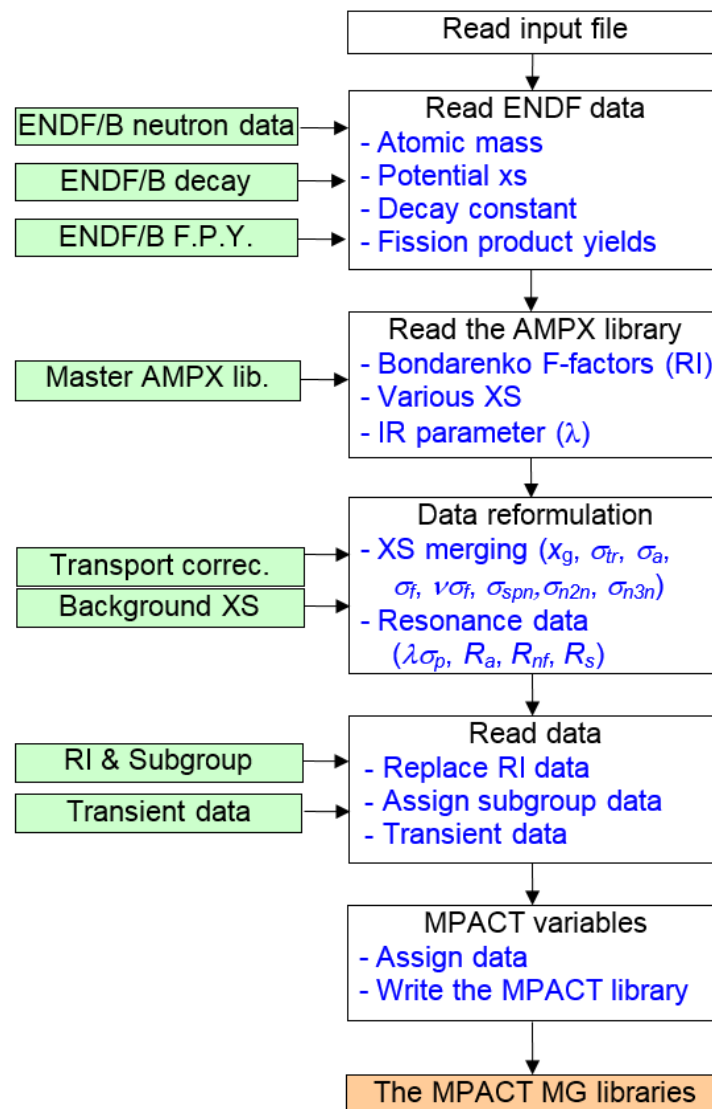 Read input file
Read ENDF data
ENDF/B neutron data
- Atomic mass
- Potential xs
ENDF/B decay
- Decay constant
ENDF/B F.P.Y.
- Fission product yields
Read the AMPX library
- Bondarenko F-factors (RI)
Master AMPX lib.
- Various XS
- IR parameter (λ)
Data reformulation
- XS merging (xg, σtr, σa,
Transport correc.
σf, νσf, σspn,σn2n, σn3n)
Background XS
- Resonance data
(λσp, Ra, Rnf, Rs)
Read data
RI & Subgroup
- Replace RI data
- Assign subgroup data
Transient data
- Transient data
MPACT variables
- Assign data
- Write the MPACT library
The MPACT MG libraries